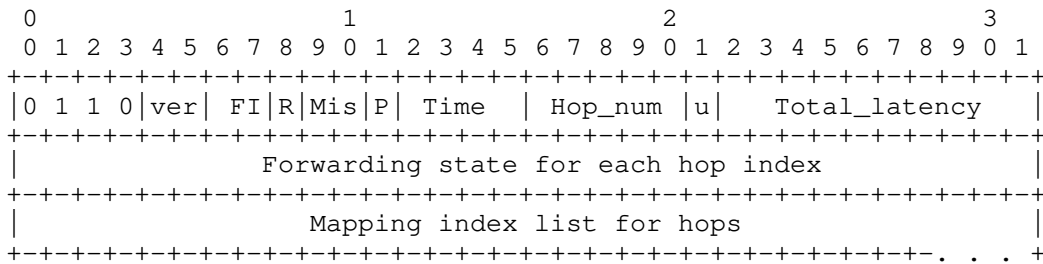 0                   1                   2                   3
 0 1 2 3 4 5 6 7 8 9 0 1 2 3 4 5 6 7 8 9 0 1 2 3 4 5 6 7 8 9 0 1
+-+-+-+-+-+-+-+-+-+-+-+-+-+-+-+-+-+-+-+-+-+-+-+-+-+-+-+-+-+-+-+-+
|0 1 1 0|ver| FI|R|Mis|P| Time  | Hop_num |u|   Total_latency   |
+-+-+-+-+-+-+-+-+-+-+-+-+-+-+-+-+-+-+-+-+-+-+-+-+-+-+-+-+-+-+-+-+
|               Forwarding state for each hop index             |
+-+-+-+-+-+-+-+-+-+-+-+-+-+-+-+-+-+-+-+-+-+-+-+-+-+-+-+-+-+-+-+-+
|                  Mapping index list for hops                  |
+-+-+-+-+-+-+-+-+-+-+-+-+-+-+-+-+-+-+-+-+-+-+-+-+-+-+-+-+-. . . +